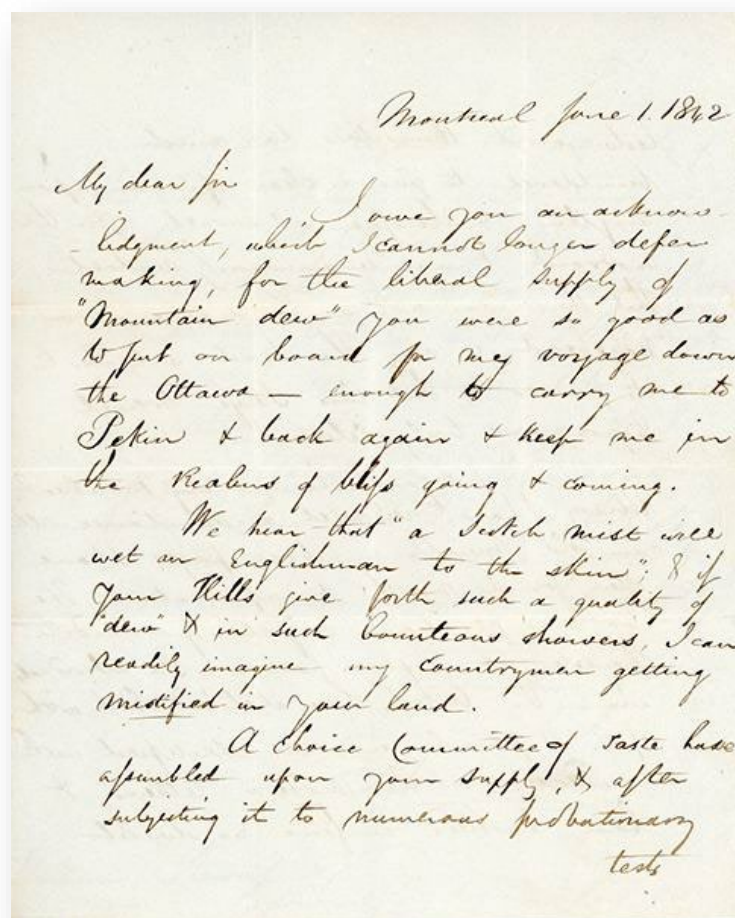 Montreal June 1. 1842
My dear Sir
I owe you an acknow-
-ledgment, which I cannot longer defer
making, for the liberal supply of
"Mountain dew" you were so good as
to put on board for my voyage down
the Ottawa — enough to carry me to
Pekin & back again & keep me in
the Realms of bliss going & coming.
We hear that "a Scotch mist will
wet an Englishman to the skin"; & if
your Hills give forth such a quality of
"dew" & in such bounteous showers, I can
readily imagine my countrymen getting
mistified in your land.
A choice Committee of Taste have
assembled upon your supply, & after
subjecting it to numerous probationary
tests